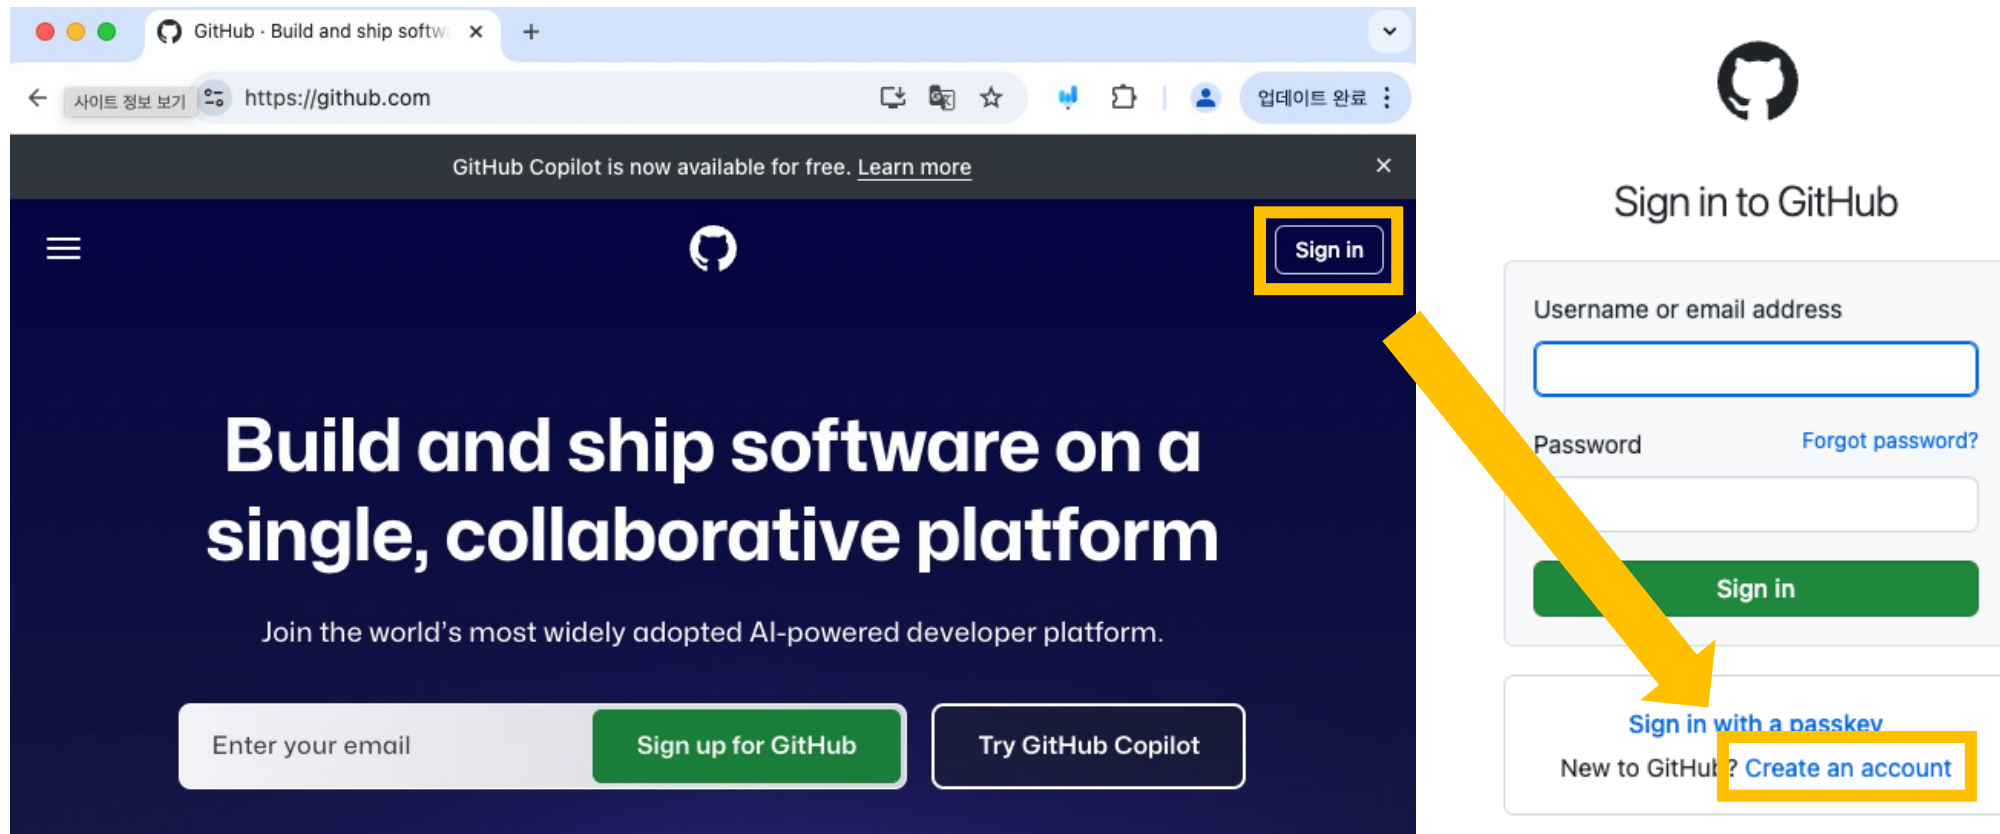 GitHub · Build and ship softw
사이트 정보 보기
https://github.com
업데이트 완료
GitHub Copilot is now available for free. Learn more
Sign in
Build and ship software on a
single, collaborative platform
Join the world's most widely adopted AI-powered developer platform.
Enter your email
Sign up for GitHub
Try GitHub Copilot
Sign in to GitHub
Username or email address
Password
Forgot password?
Sign in
Sign in with a passkey
New to GitHub? Create an account